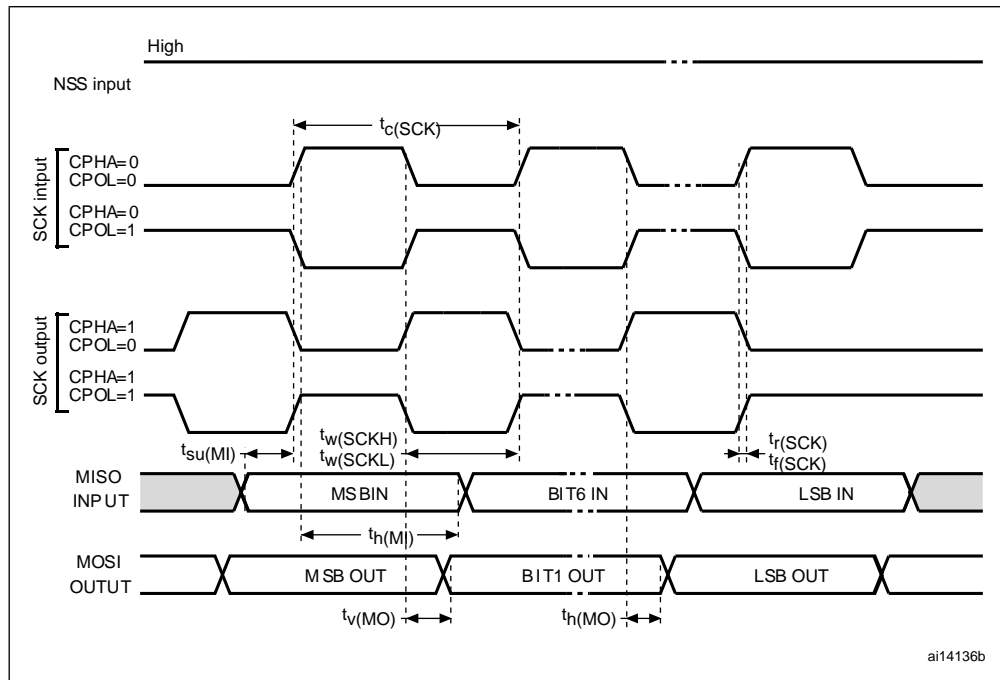 High
NSS input
tc(SCK)
SCK intput
CPHA=0
CPOL=0
CPHA=0
CPOL=1
SCK output
CPHA=1
CPOL=0
CPHA=1
CPOL=1
tsu(MI)
tw(SCKH)
tw(SCKL)
tr(SCK)
tf(SCK)
MISO
INPUT
MSBIN
BIT6 IN
LSB IN
th(MI)
MOSI
OUTUT
MSB OUT
BIT1 OUT
LSB OUT
tv(MO)
th(MO)
ai14136b